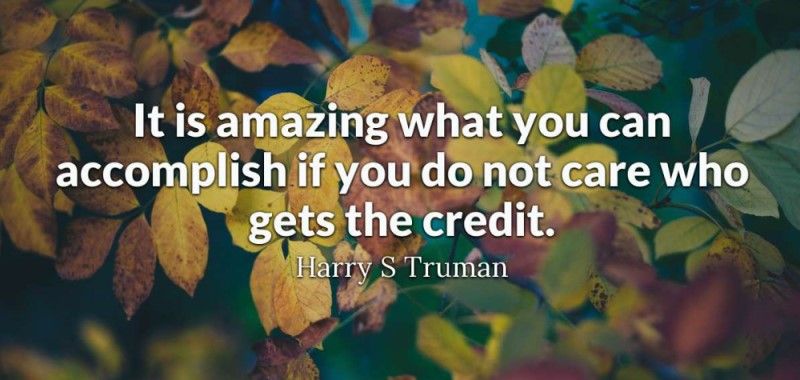 It is amazing what you can
accomplish if you do not care who
gets the credit.
Harry S Truman